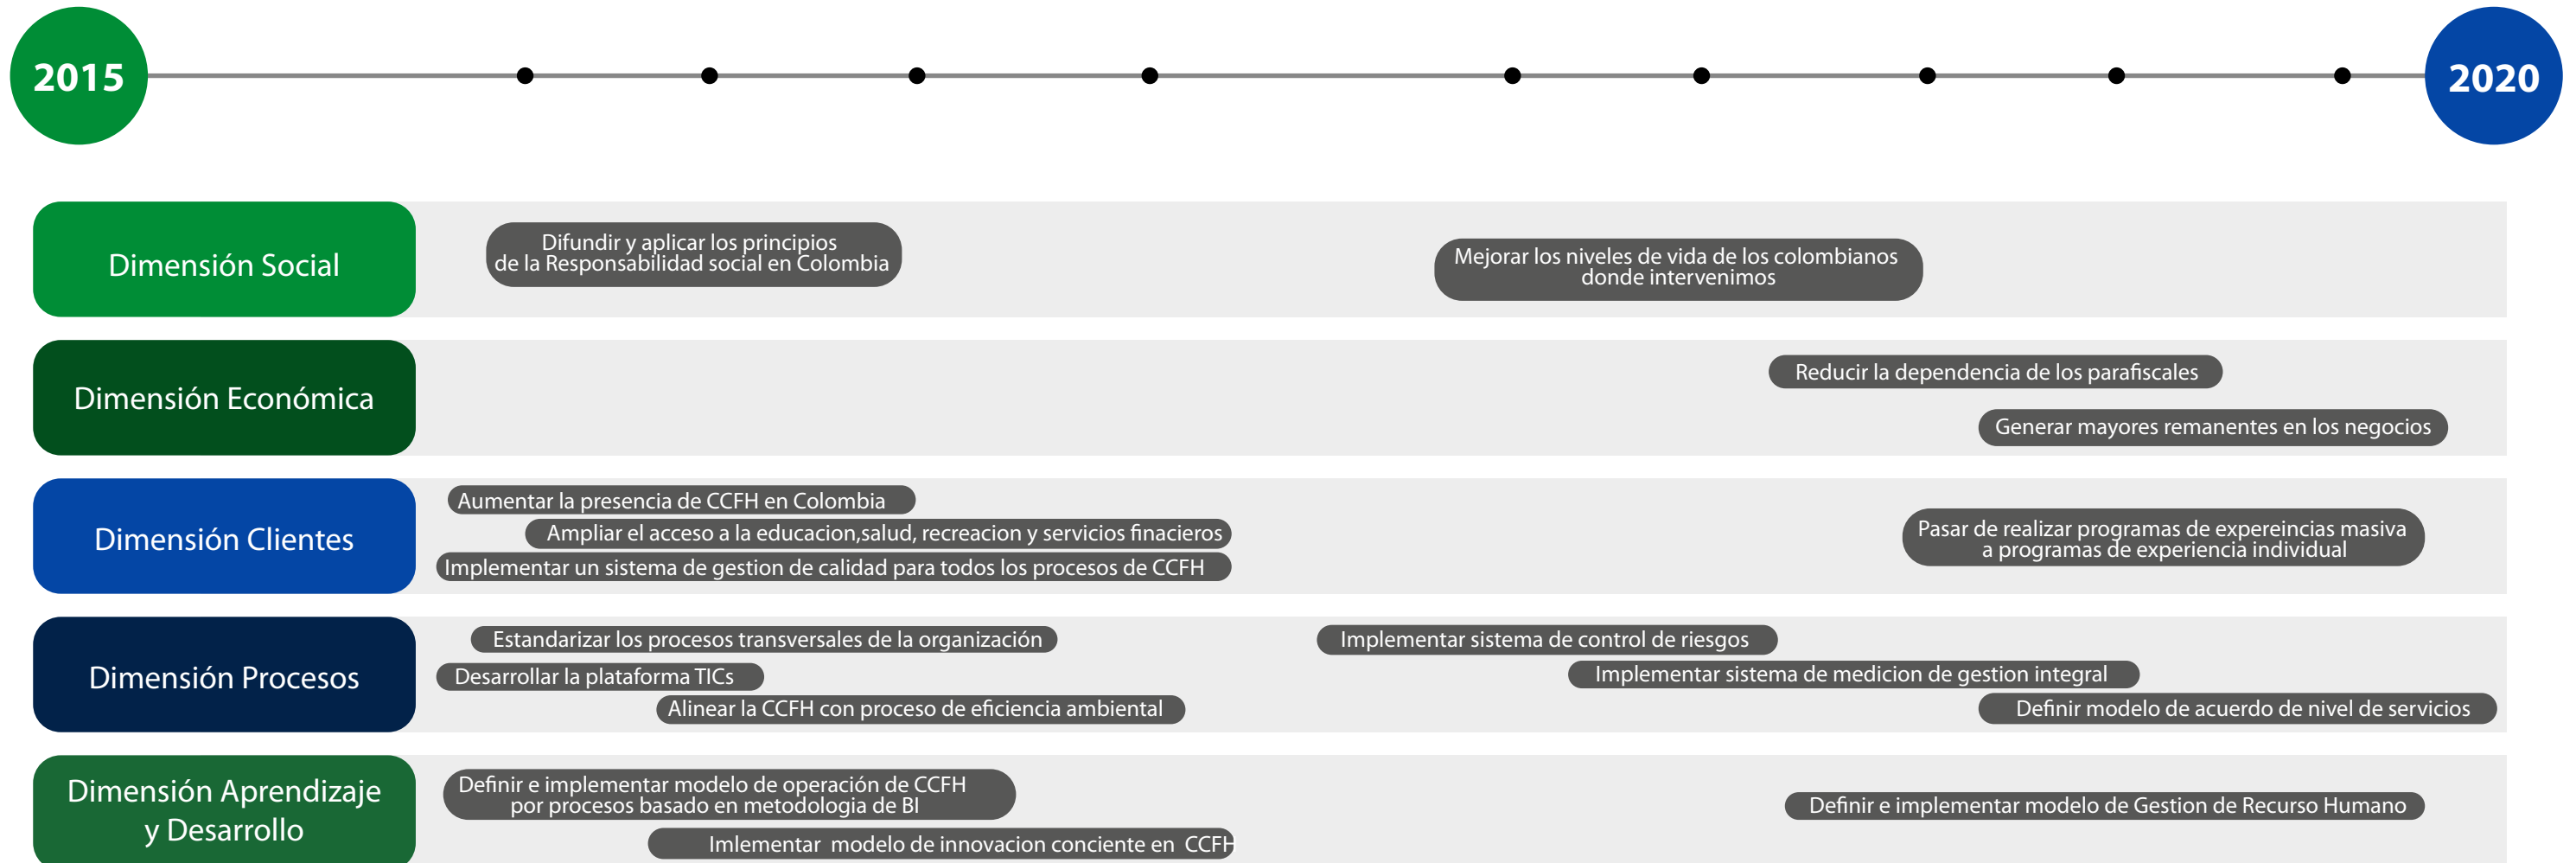 2015
2020
Dimensión Social
Difundir y aplicar los principios
de la Responsabilidad social en Colombia
Mejorar los niveles de vida de los colombianos
donde intervenimos
Dimensión Económica
Reducir la dependencia de los parafiscales
Generar mayores remanentes en los negocios
Dimensión Clientes
Aumentar la presencia de CCFH en Colombia
Ampliar el acceso a la educacion,salud, recreacion y servicios finacieros
Implementar un sistema de gestion de calidad para todos los procesos de CCFH
Pasar de realizar programas de expereincias masiva
a programas de experiencia individual
Dimensión Procesos
Estandarizar los procesos transversales de la organización
Desarrollar la plataforma TICs
Alinear la CCFH con proceso de eficiencia ambiental
Implementar sistema de control de riesgos
Implementar sistema de medicion de gestion integral
Definir modelo de acuerdo de nivel de servicios
Dimensión Aprendizaje
y Desarrollo
Definir e implementar modelo de operación de CCFH
por procesos basado en metodologia de BI
Imlementar modelo de innovacion conciente en CCFH
Definir e implementar modelo de Gestion de Recurso Humano